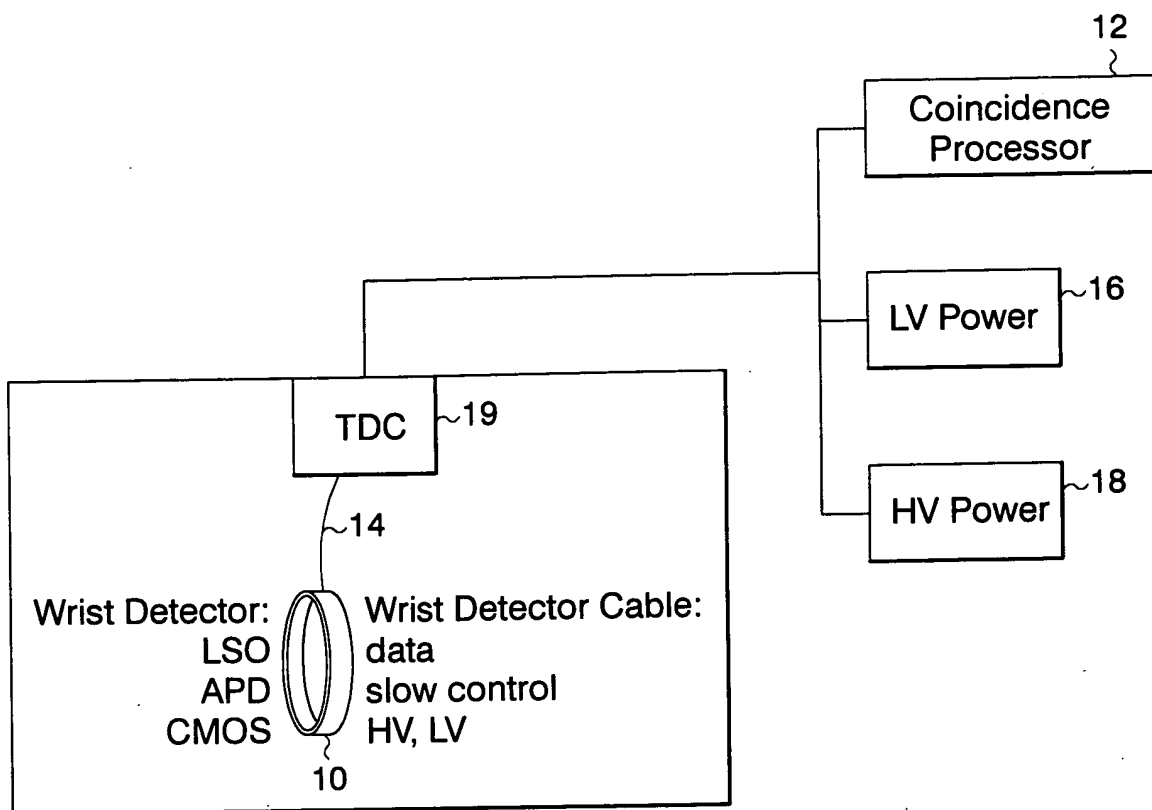 12
Coincidence
Processor
LV Power
16
TDC
19
HV Power
18
14
Wrist Detector:
LSO
APD
CMOS
Wrist Detector Cable:
data
slow control
HV, LV
10